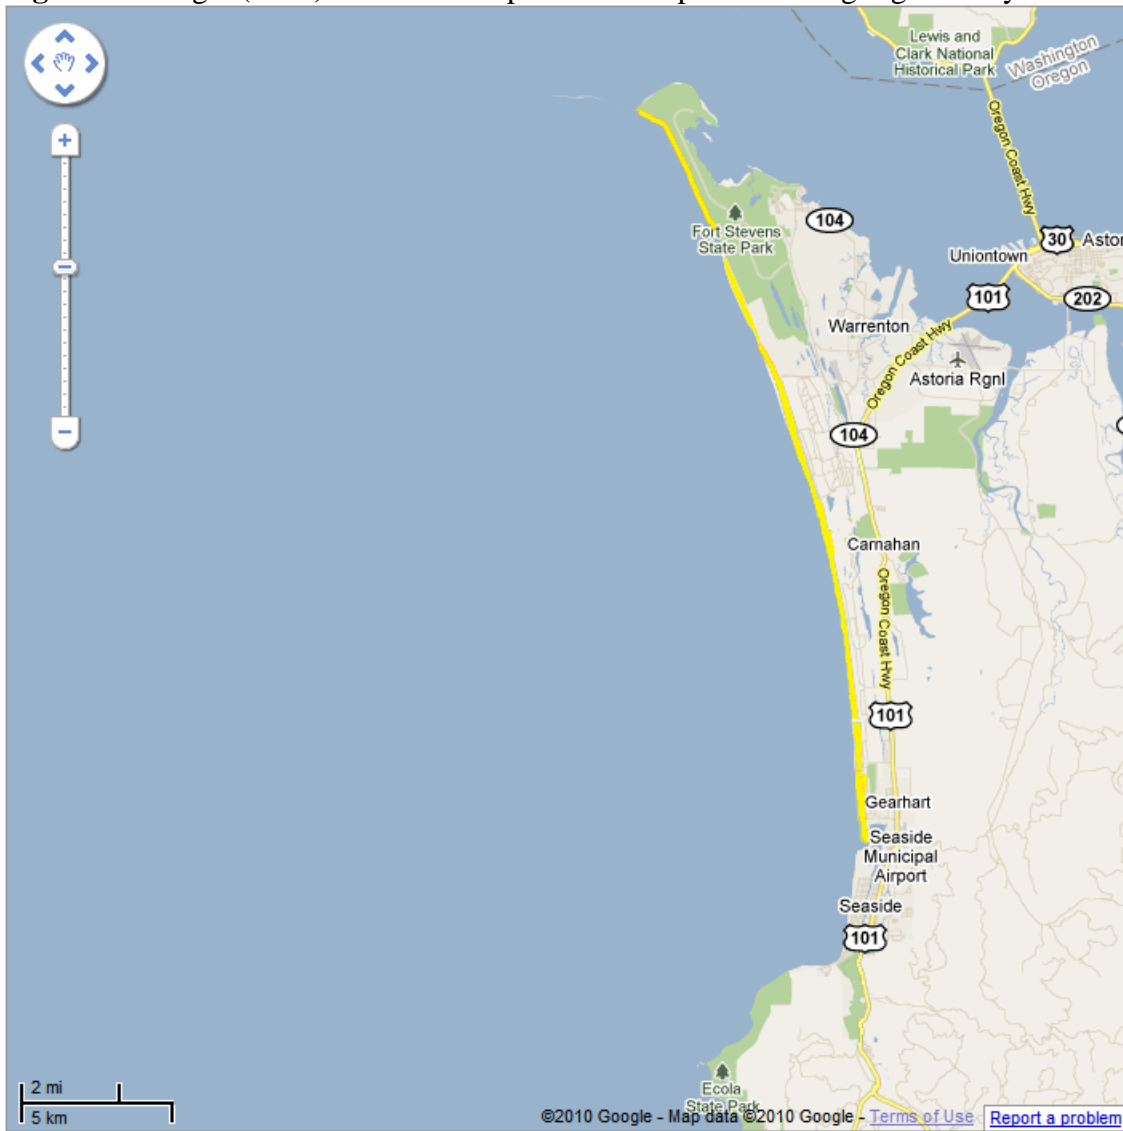 Lewis and
Clark National
Historical Park
Washington
Oregon
Oregon Coast Hwy
Fort Stevens
State Park
104
30
Uniontown
101
202
Warrenton
Oregon Coast Hwy
Astoria Rgnl
104
Carnahan
Oregon Coast Hwy
101
Gearhart
Seaside
Municipal
Airport
Seaside
101
2 mi
5 km
Ecola
State Park
©2010 Google - Map data ©2010 Google - Terms of Use
Report a problem